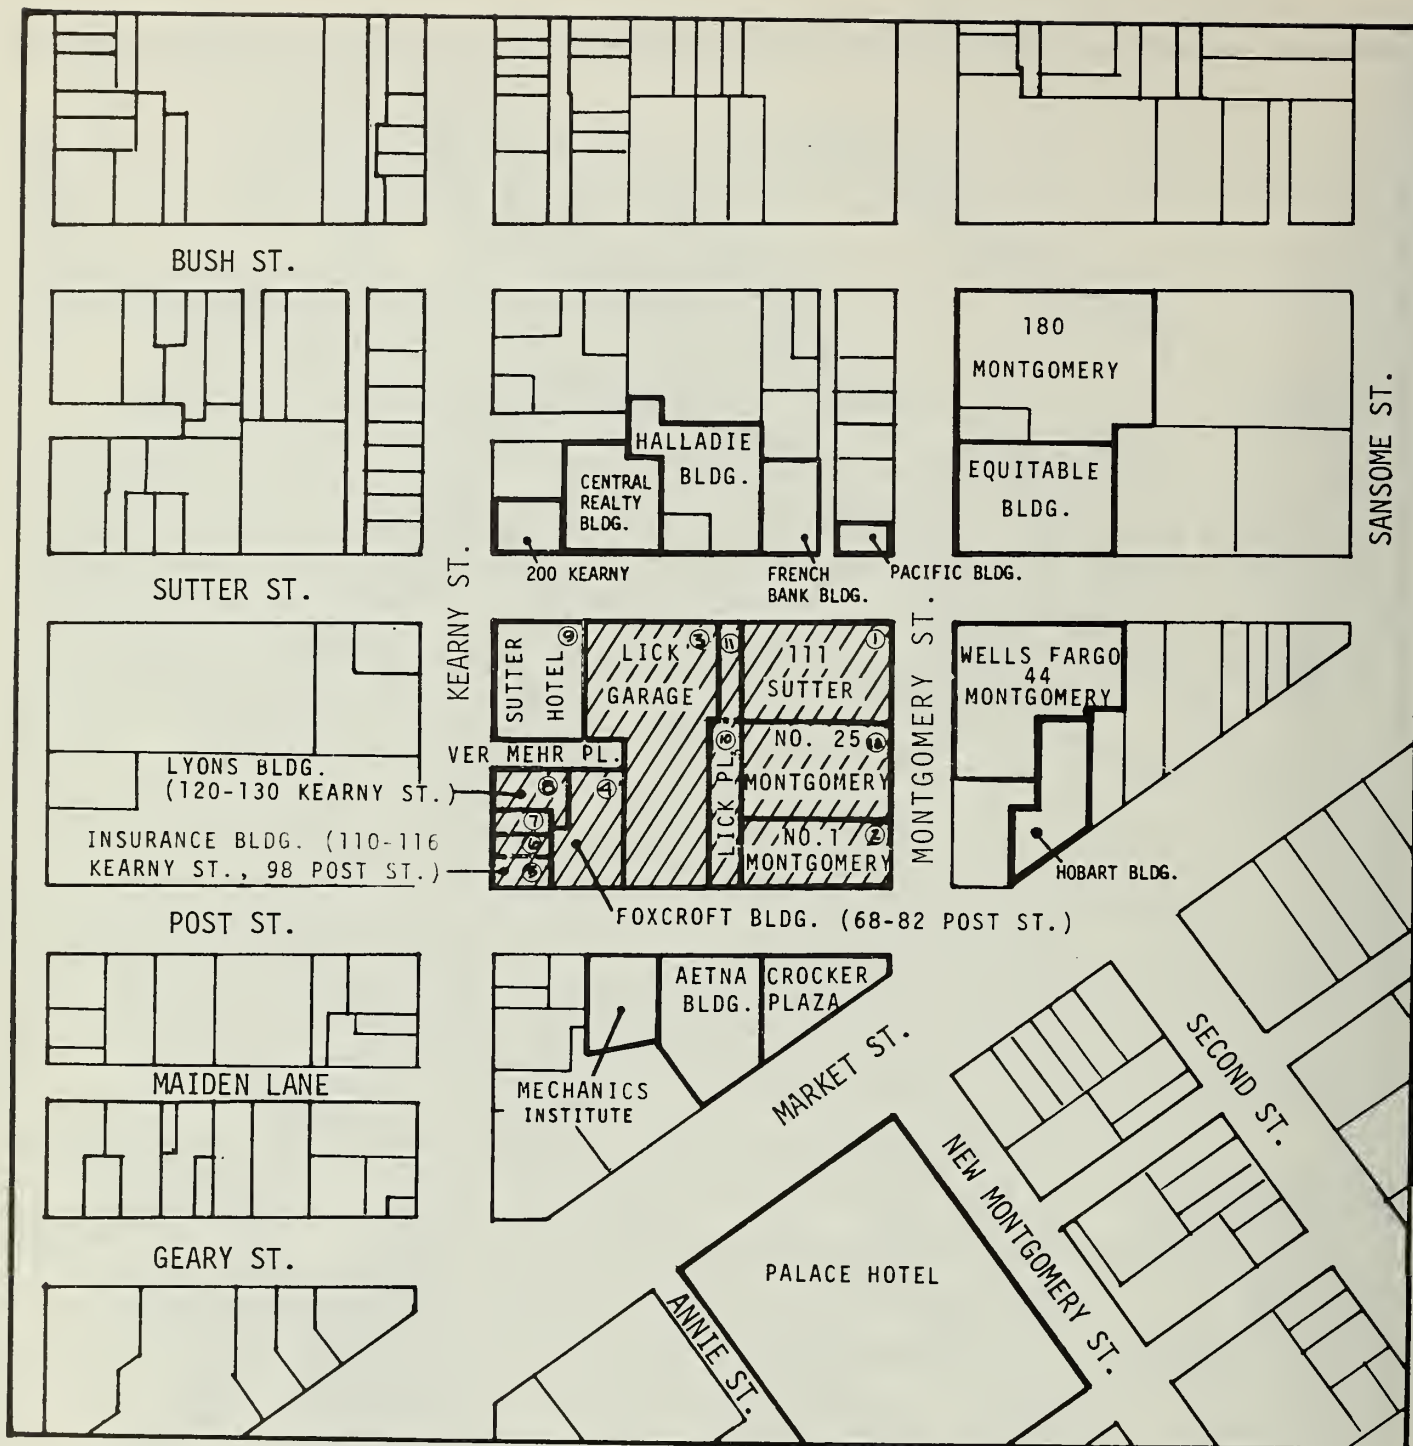 BUSH ST.
180
MONTGOMERY
SANSOME ST.
HALLADIE
BLDG.
CENTRAL
REALTY
BLDG.
EQUITABLE
BLDG.
200 KEARNY
FRENCH
BANK BLDG.
PACIFIC BLDG.
SUTTER ST.
KEARNY ST.
MONTGOMERY ST.
SUTTER
HOTEL
9
LICK
GARAGE
3
11
111
SUTTER
1
WELLS FARGO
44
MONTGOMERY
VER MEHR PL.
LICK PL.
10
NO. 25
MONTGOMERY
1A
LYONS BLDG.
(120-130 KEARNY ST.)
8
4
7
INSURANCE BLDG. (110-116
KEARNY ST., 98 POST ST.)
6
5
NO.1
MONTGOMERY
2
HOBART BLDG.
POST ST.
FOXCROFT BLDG. (68-82 POST ST.)
AETNA
BLDG.
CROCKER
PLAZA
MECHANICS
INSTITUTE
MAIDEN LANE
MARKET ST.
SECOND ST.
NEW MONTGOMERY ST.
GEARY ST.
PALACE HOTEL
ANNIE ST.